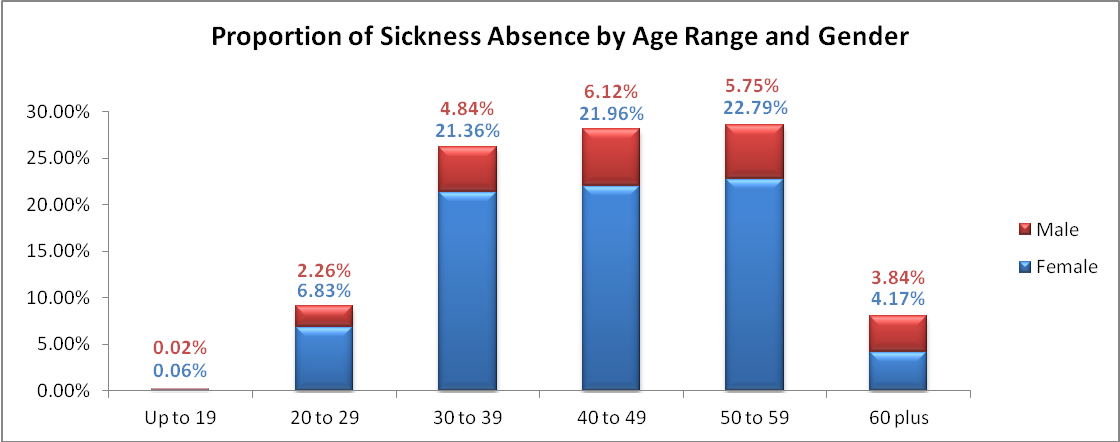 Proportion of Sickness Absence by Age Range and Gender
30.00%
25.00%
20.00%
15.00%
10.00%
5.00%
0.00%
0.02%
0.06%
2.26%
6.83%
4.84%
21.36%
6.12%
21.96%
5.75%
22.79%
3.84%
4.17%
Up to 19
20 to 29
30 to 39
40 to 49
50 to 59
60 plus
Male
Female